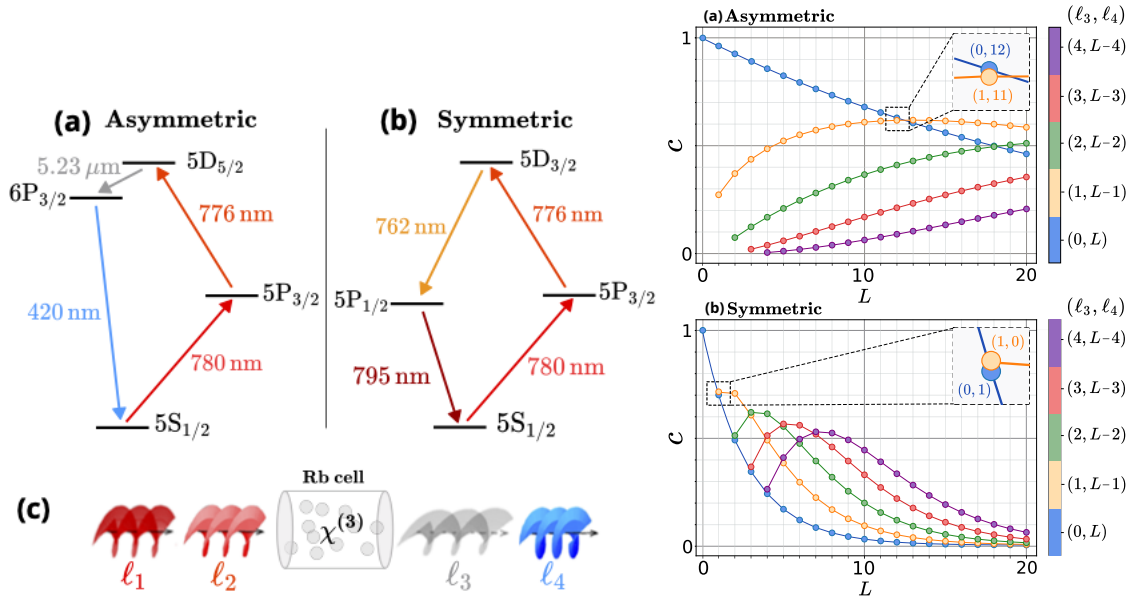 (a) Asymmetric
5.23 μm
5D5/2
6P3/2
776 nm
5P3/2
420 nm
780 nm
5S1/2
(b) Symmetric
5D3/2
762 nm
776 nm
5P1/2
5P3/2
795 nm
780 nm
5S1/2
(c)
Rb cell
χ(3)
ℓ1
ℓ2
ℓ3
ℓ4
(a) Asymmetric
(ℓ3, ℓ4)
1
C
0
(0, 12)
(1, 11)
0
10
20
L
(4, L−4)
(3, L−3)
(2, L−2)
(1, L−1)
(0, L)
(b) Symmetric
(ℓ3, ℓ4)
1
C
0
(1, 0)
(0, 1)
0
10
20
L
(4, L−4)
(3, L−3)
(2, L−2)
(1, L−1)
(0, L)